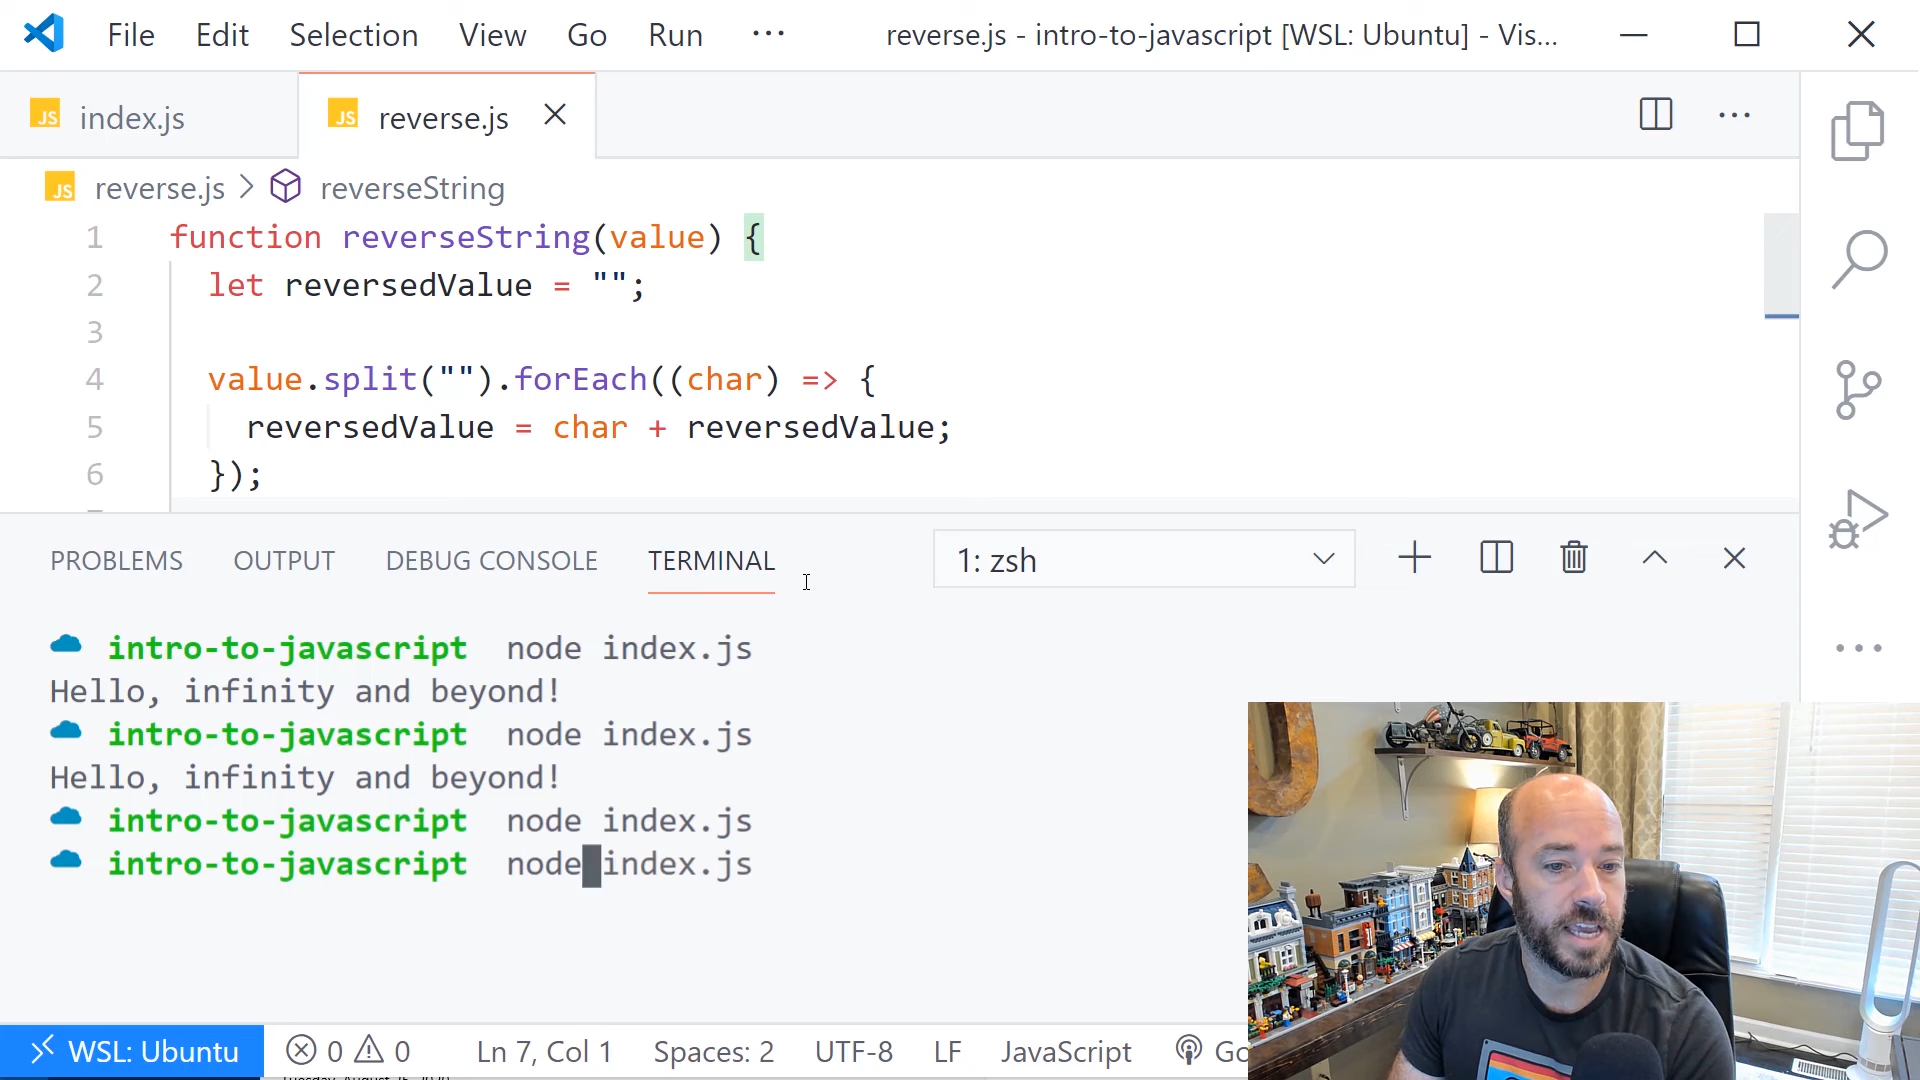 File Edit Selection View Go Run ··· reverse.js - intro-to-javascript [WSL: Ubuntu] - Vis...
JS index.js JS reverse.js
JS reverse.js > reverseString
1 function reverseString(value) {
2 let reversedValue = "";
3
4 value.split("").forEach((char) => {
5 reversedValue = char + reversedValue;
6 });
PROBLEMS OUTPUT DEBUG CONSOLE TERMINAL 1: zsh
intro-to-javascript node index.js
Hello, infinity and beyond!
intro-to-javascript node index.js
Hello, infinity and beyond!
intro-to-javascript node index.js
intro-to-javascript node index.js
WSL: Ubuntu 0 0 Ln 7, Col 1 Spaces: 2 UTF-8 LF JavaScript Go